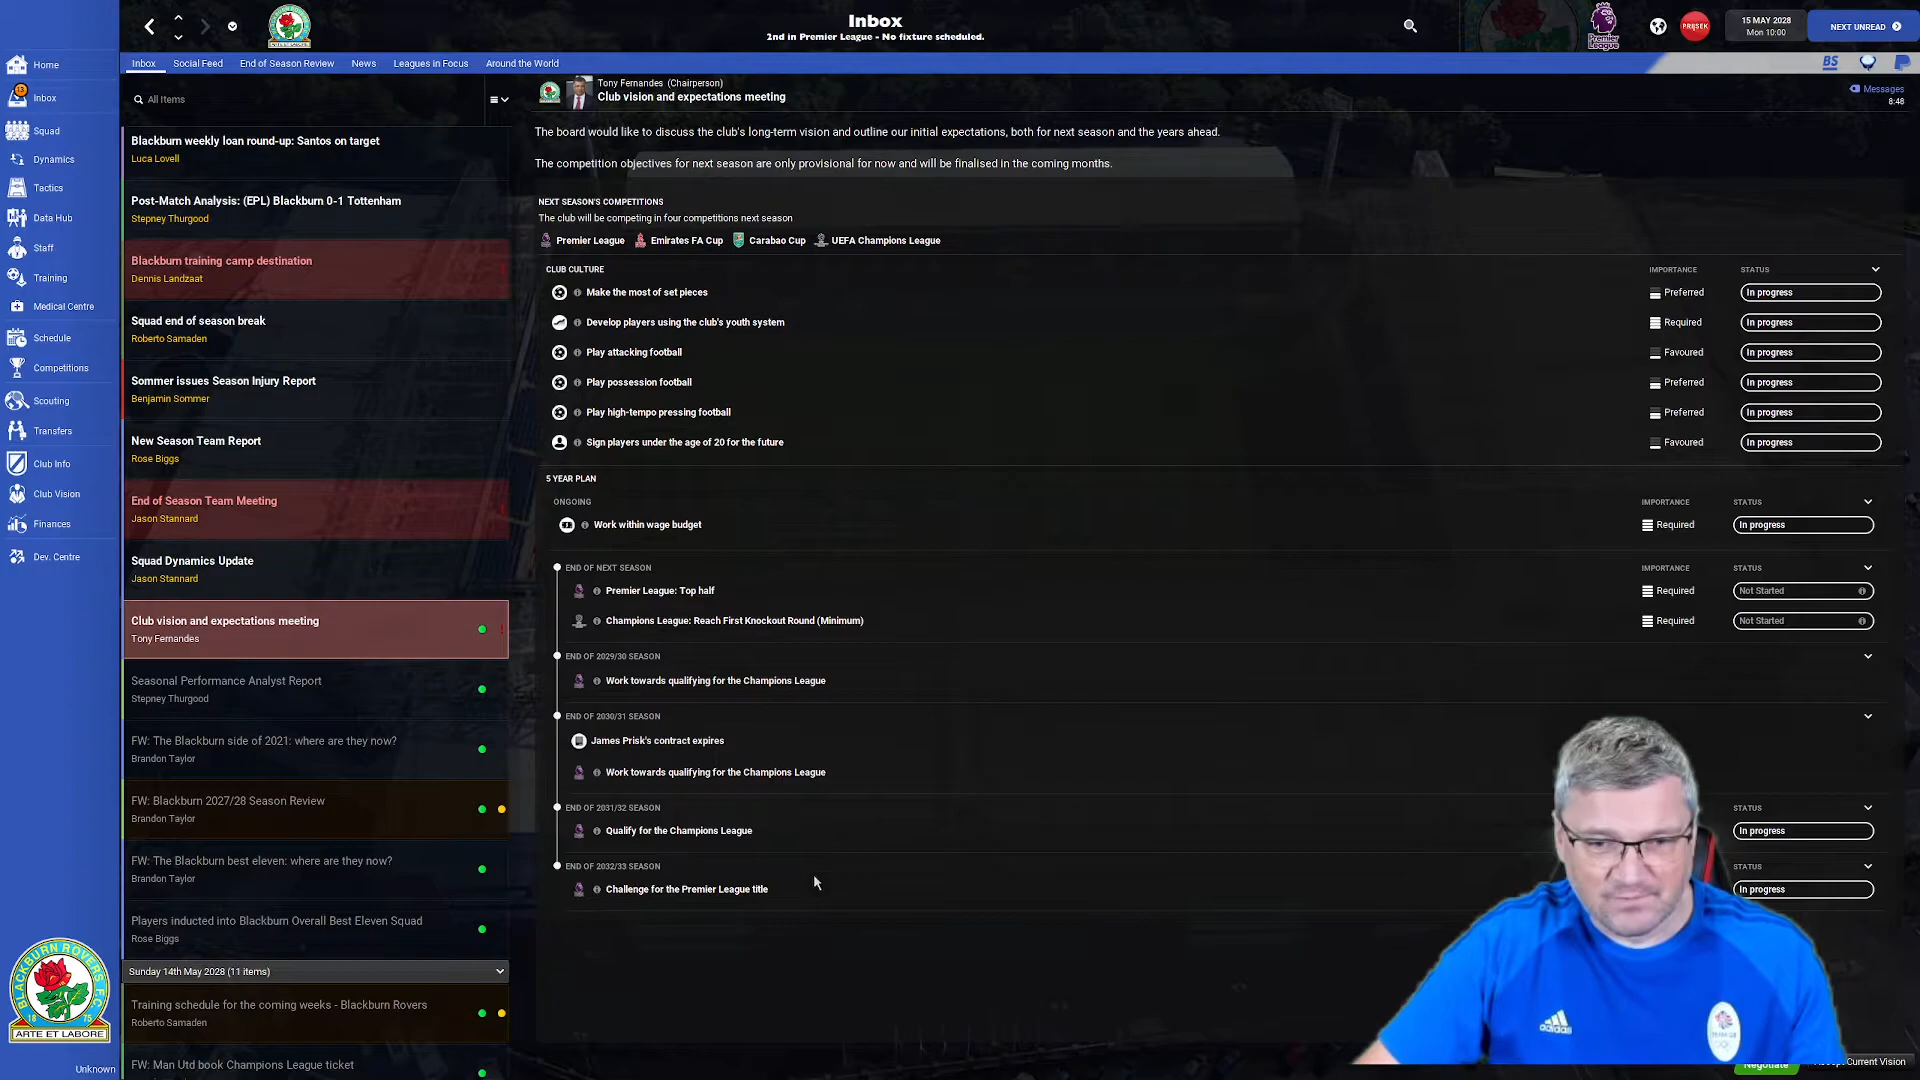 Inbox
2nd in Premier League - No fixture scheduled.
Premier League
PRUSEK
15 MAY 2028
Mon 10:00
NEXT UNREAD
Home
13
Inbox
Squad
Dynamics
Tactics
Data Hub
Staff
Training
Medical Centre
Schedule
Competitions
Scouting
Transfers
Club Info
Club Vision
Finances
Dev. Centre
BLACKBURN ROVERS F.C.
18 75
ARTE ET LABORE
Unknown
Inbox Social Feed End of Season Review News Leagues in Focus Around the World
BS
All Items
Blackburn weekly loan round-up: Santos on target
Luca Lovell
Post-Match Analysis: (EPL) Blackburn 0-1 Tottenham
Stepney Thurgood
Blackburn training camp destination
Dennis Landzaat
Squad end of season break
Roberto Samaden
Sommer issues Season Injury Report
Benjamin Sommer
New Season Team Report
Rose Biggs
End of Season Team Meeting
Jason Stannard
Squad Dynamics Update
Jason Stannard
Club vision and expectations meeting
Tony Fernandes
Seasonal Performance Analyst Report
Stepney Thurgood
FW: The Blackburn side of 2021: where are they now?
Brandon Taylor
FW: Blackburn 2027/28 Season Review
Brandon Taylor
FW: The Blackburn best eleven: where are they now?
Brandon Taylor
Players inducted into Blackburn Overall Best Eleven Squad
Rose Biggs
Sunday 14th May 2028 (11 items)
Training schedule for the coming weeks - Blackburn Rovers
Roberto Samaden
FW: Man Utd book Champions League ticket
Tony Fernandes (Chairperson)
Club vision and expectations meeting
Messages
8:48
The board would like to discuss the club's long-term vision and outline our initial expectations, both for next season and the years ahead.
The competition objectives for next season are only provisional for now and will be finalised in the coming months.
NEXT SEASON'S COMPETITIONS
The club will be competing in four competitions next season
Premier League Emirates FA Cup Carabao Cup UEFA Champions League
CLUB CULTURE IMPORTANCE STATUS
Make the most of set pieces Preferred In progress
Develop players using the club's youth system Required In progress
Play attacking football Favoured In progress
Play possession football Preferred In progress
Play high-tempo pressing football Preferred In progress
Sign players under the age of 20 for the future Favoured In progress
5 YEAR PLAN
ONGOING IMPORTANCE STATUS
Work within wage budget Required In progress
END OF NEXT SEASON IMPORTANCE STATUS
Premier League: Top half Required Not Started
Champions League: Reach First Knockout Round (Minimum) Required Not Started
END OF 2029/30 SEASON
Work towards qualifying for the Champions League
END OF 2030/31 SEASON
James Prisk's contract expires
Work towards qualifying for the Champions League
END OF 2031/32 SEASON STATUS
Qualify for the Champions League In progress
END OF 2032/33 SEASON STATUS
Challenge for the Premier League title In progress
adidas
Negotiate
Current Vision